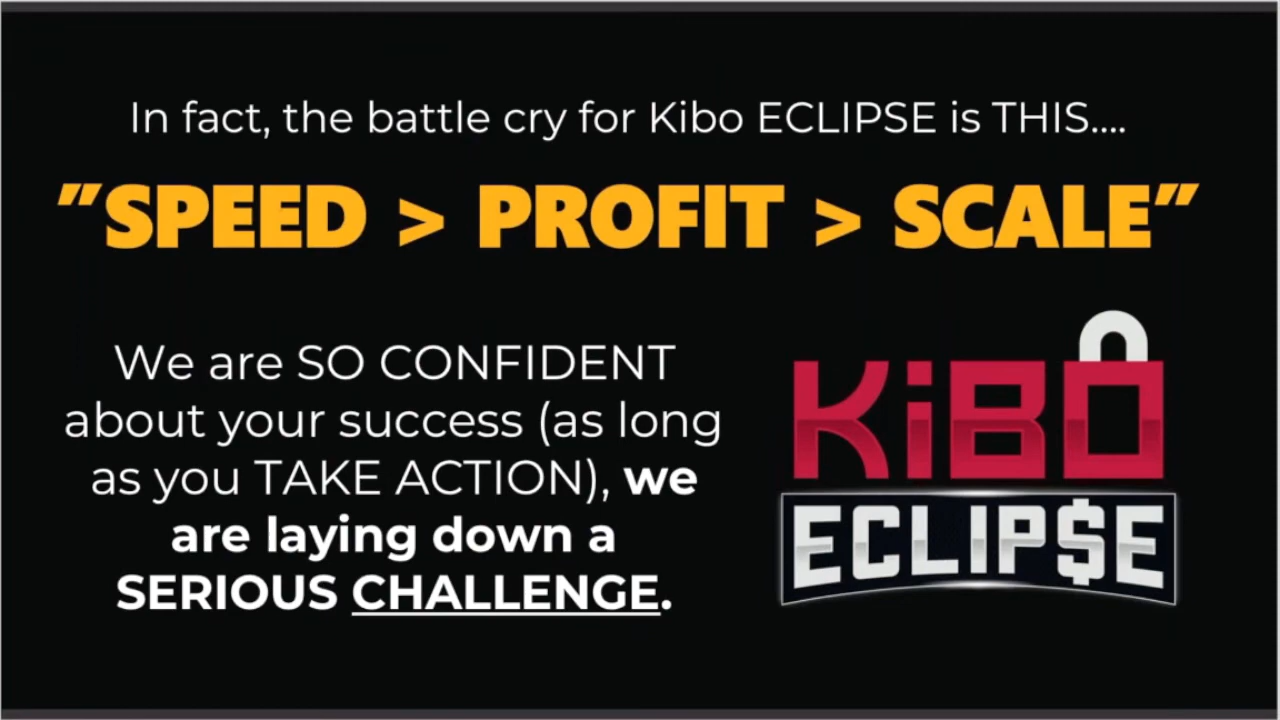 In fact, the battle cry for Kibo ECLIPSE is THIS....
"SPEED > PROFIT > SCALE"
We are SO CONFIDENT
about your success (as long
as you TAKE ACTION), we
are laying down a
SERIOUS CHALLENGE.
KiBO
ECLIP$E